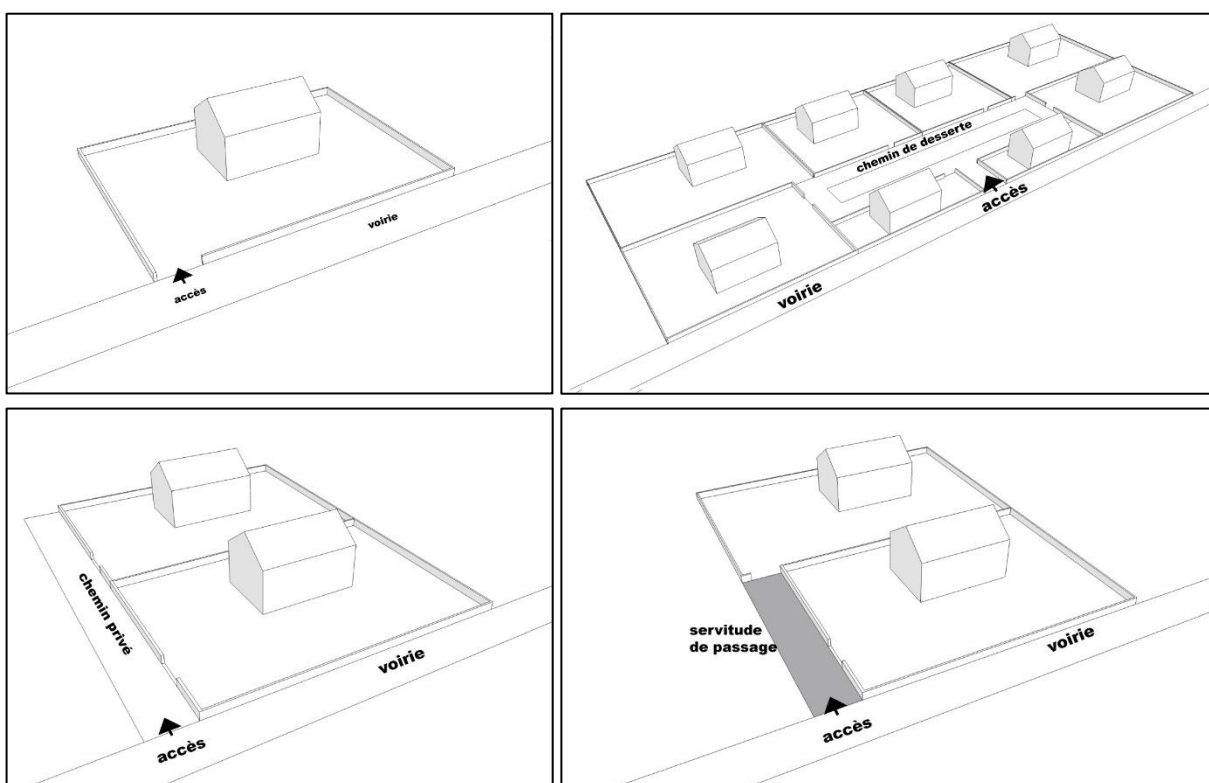 voirie
accès
chemin de desserte
accès
voirie
chemin privé
voirie
accès
servitude
de passage
voirie
accès